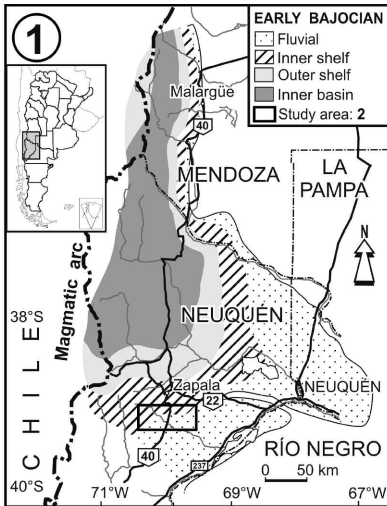 1
EARLY BAJOCIAN
Fluvial
Inner shelf
Outer shelf
Inner basin
Study area: 2
Malargüe
40
MENDOZA
LA
PAMPA
N
Magmatic arc
38°S
NEUQUÉN
CHILE
Zapala
22
NEUQUÉN
RÍO NEGRO
40
237
0 50 km
40°S
71°W
69°W
67°W